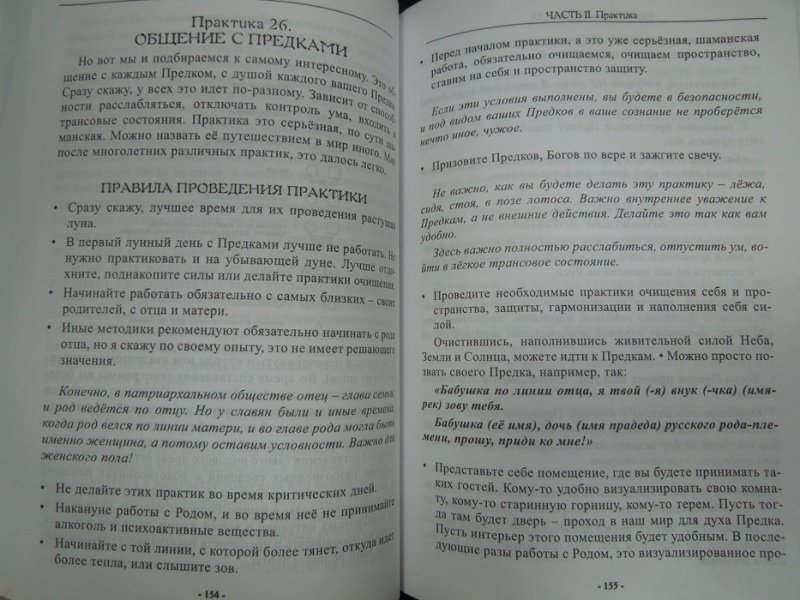 Практика 26.
ОБЩЕНИЕ С ПРЕДКАМИ
Но вот мы и подбираемся к самому интересному. Это об
щение с каждым Предком, с душой каждого вашего Предка.
Сразу скажу, у всех это идет по-разному. Зависит от способ
ности расслабляться, отключать контроль ума, входить в
трансовые состояния. Практика это серьёзная, по сути ша
манская. Можно назвать её путешествием в мир иного. Мне
после многолетних различных практик, это далось легко.
ПРАВИЛА ПРОВЕДЕНИЯ ПРАКТИКИ
• Сразу скажу, лучшее время для их проведения растущая
луна.
• В первый лунный день с Предками лучше не работать. Не
нужно практиковать и на убывающей луне. Лучше отдо-
хните, поднакопите силы или делайте практики очищения.
• Начинайте работать обязательно с самых близких – своих
родителей, с отца и матери.
• Иные методики рекомендуют обязательно начинать с рода
отца, но я скажу по своему опыту, это не имеет решающего
значения.
Конечно, в патриархальном обществе отец – глава семьи,
и род ведётся по отцу. Но у славян были и иные времена,
когда род велся по линии матери, и во главе рода могла быть
именно женщина, а потому оставим условности. Важно для
женского пола!
• Не делайте этих практик во время критических дней.
• Накануне работы с Родом, и во время неё не принимайте
алкоголь и психоактивные вещества.
• Начинайте с той линии, с которой более тянет, откуда идет
более тепла, или слышите зов.
- 154 -
ЧАСТЬ II. Практика
• Перед началом практики, а это уже серьёзная, шаманская
работа, обязательно очищаемся, очищаем пространство,
ставим на себя и пространство защиту.
Если эти условия выполнены, вы будете в безопасности,
и под видом ваших Предков в ваше сознание не проберётся
нечто иное, чужое.
• Призовите Предков, Богов по вере и зажгите свечу.
Не важно, как вы будете делать эту практику – лёжа,
сидя, стоя, в позе лотоса. Важно внутреннее уважение к
Предкам, а не внешние действия. Делайте это так как вам
удобно.
Здесь важно полностью расслабиться, отпустить ум, во-
йти в лёгкое трансовое состояние.
• Проведите необходимые практики очищения себя и про-
странства, защиты, гармонизации и наполнения себя си-
лой.
Очистившись, наполнившись живительной силой Неба,
Земли и Солнца, можете идти к Предкам. • Можно просто по-
звать своего Предка, например, так:
«Бабушка по линии отца, я твой (-я) внук (-чка) (имя-
рек) зову тебя.
Бабушка (её имя), дочь (имя прадеда) русского рода-пле-
мени, прошу, приди ко мне!»
• Представьте себе помещение, где вы будете принимать та-
ких гостей. Кому-то удобно визуализировать свою комна-
ту, кому-то старинную горницу, кому-то терем. Пусть тог-
да там будет дверь – проход в наш мир для духа Предка.
Пусть интерьер этого помещения будет удобным. В после-
дующие разы работы с Родом, это визуализированное про-
- 155 -